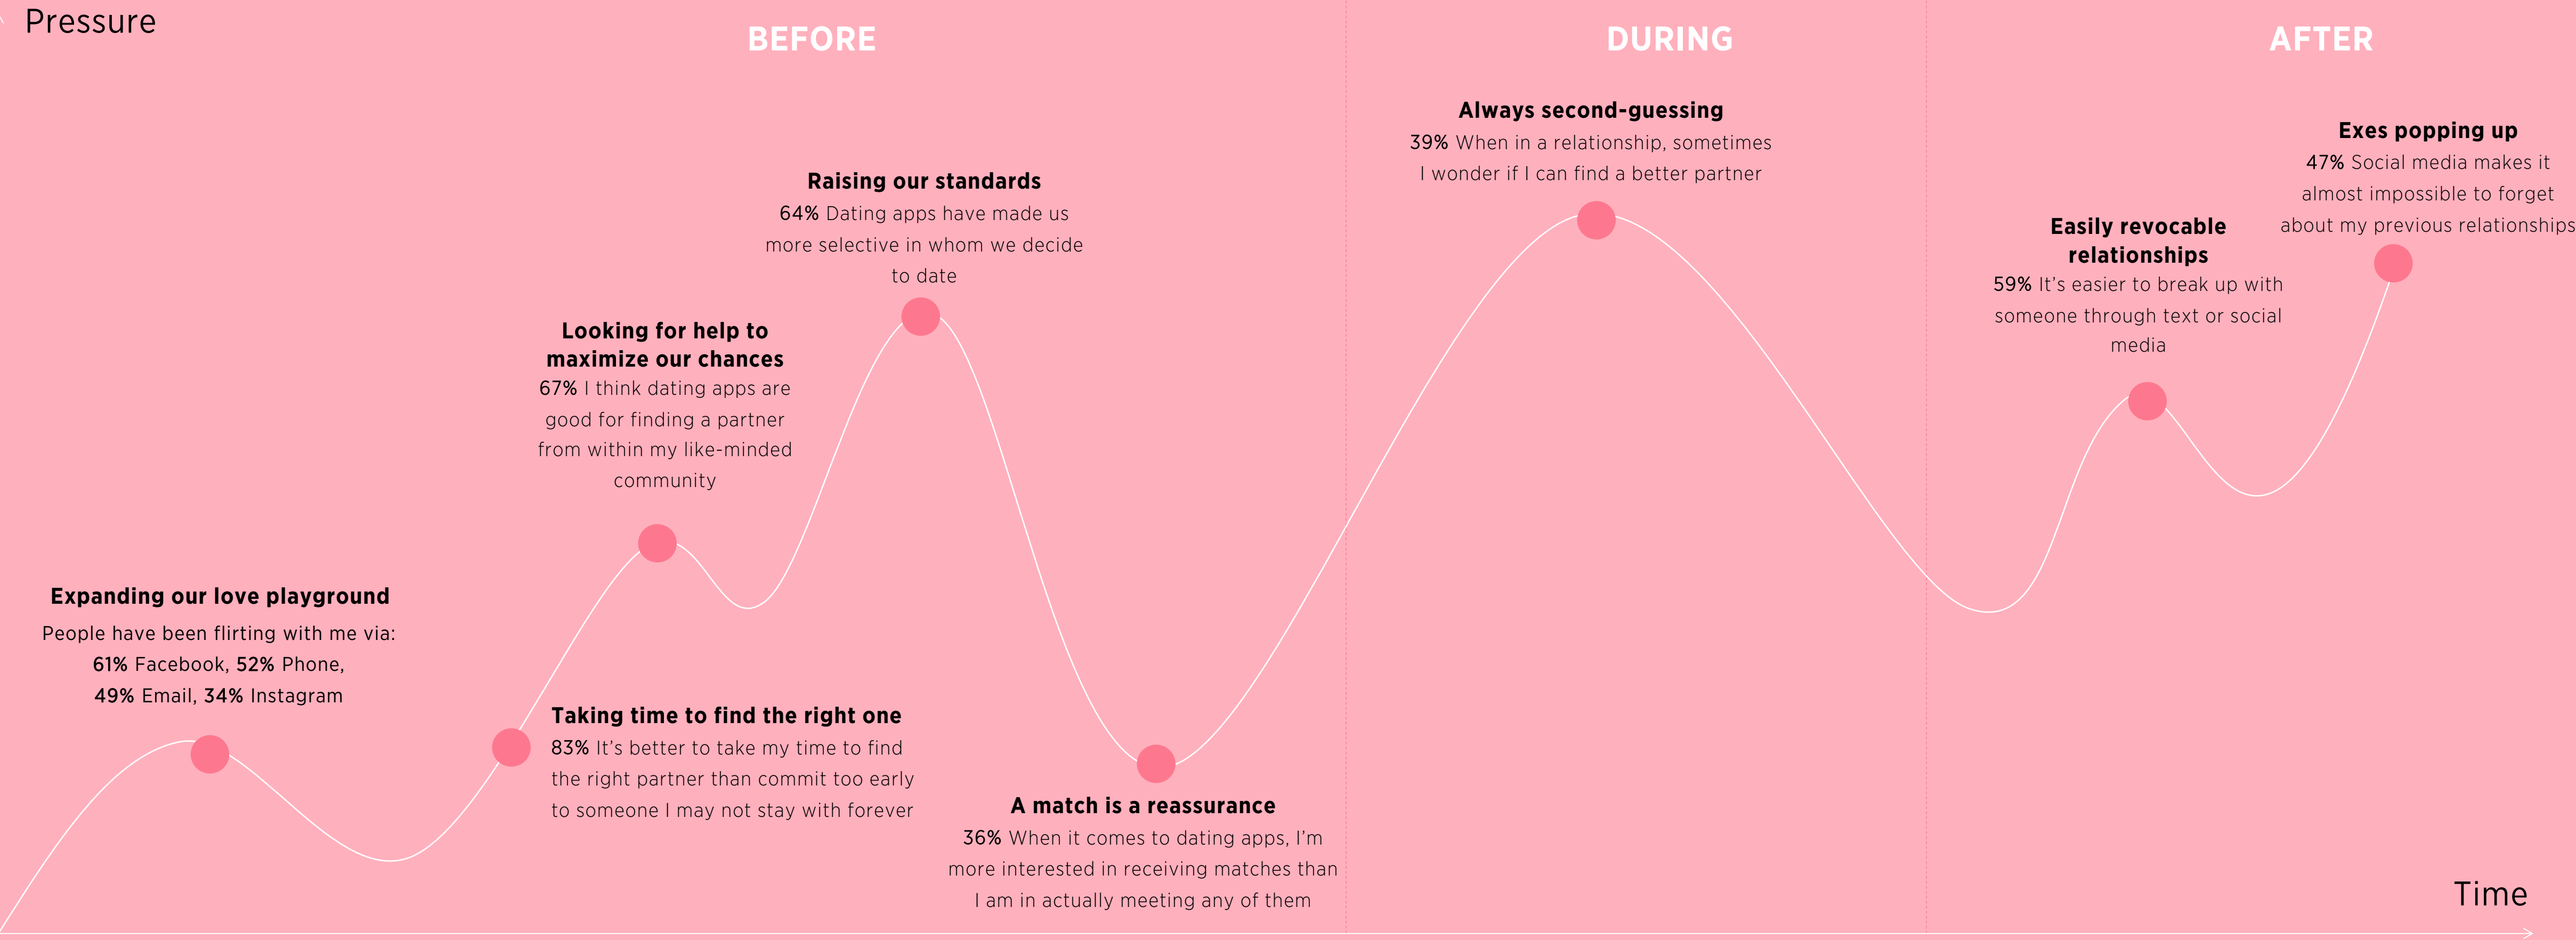 Pressure
BEFORE
DURING
AFTER
Expanding our love playground
People have been flirting with me via:
61% Facebook, 52% Phone,
49% Email, 34% Instagram
Taking time to find the right one
83% It’s better to take my time to find
the right partner than commit too early
to someone I may not stay with forever
Looking for help to
maximize our chances
67% I think dating apps are
good for finding a partner
from within my like-minded
community
Raising our standards
64% Dating apps have made us
more selective in whom we decide
to date
A match is a reassurance
36% When it comes to dating apps, I’m
more interested in receiving matches than
I am in actually meeting any of them
Always second-guessing
39% When in a relationship, sometimes
I wonder if I can find a better partner
Easily revocable
relationships
59% It’s easier to break up with
someone through text or social
media
Exes popping up
47% Social media makes it
almost impossible to forget
about my previous relationships
Time